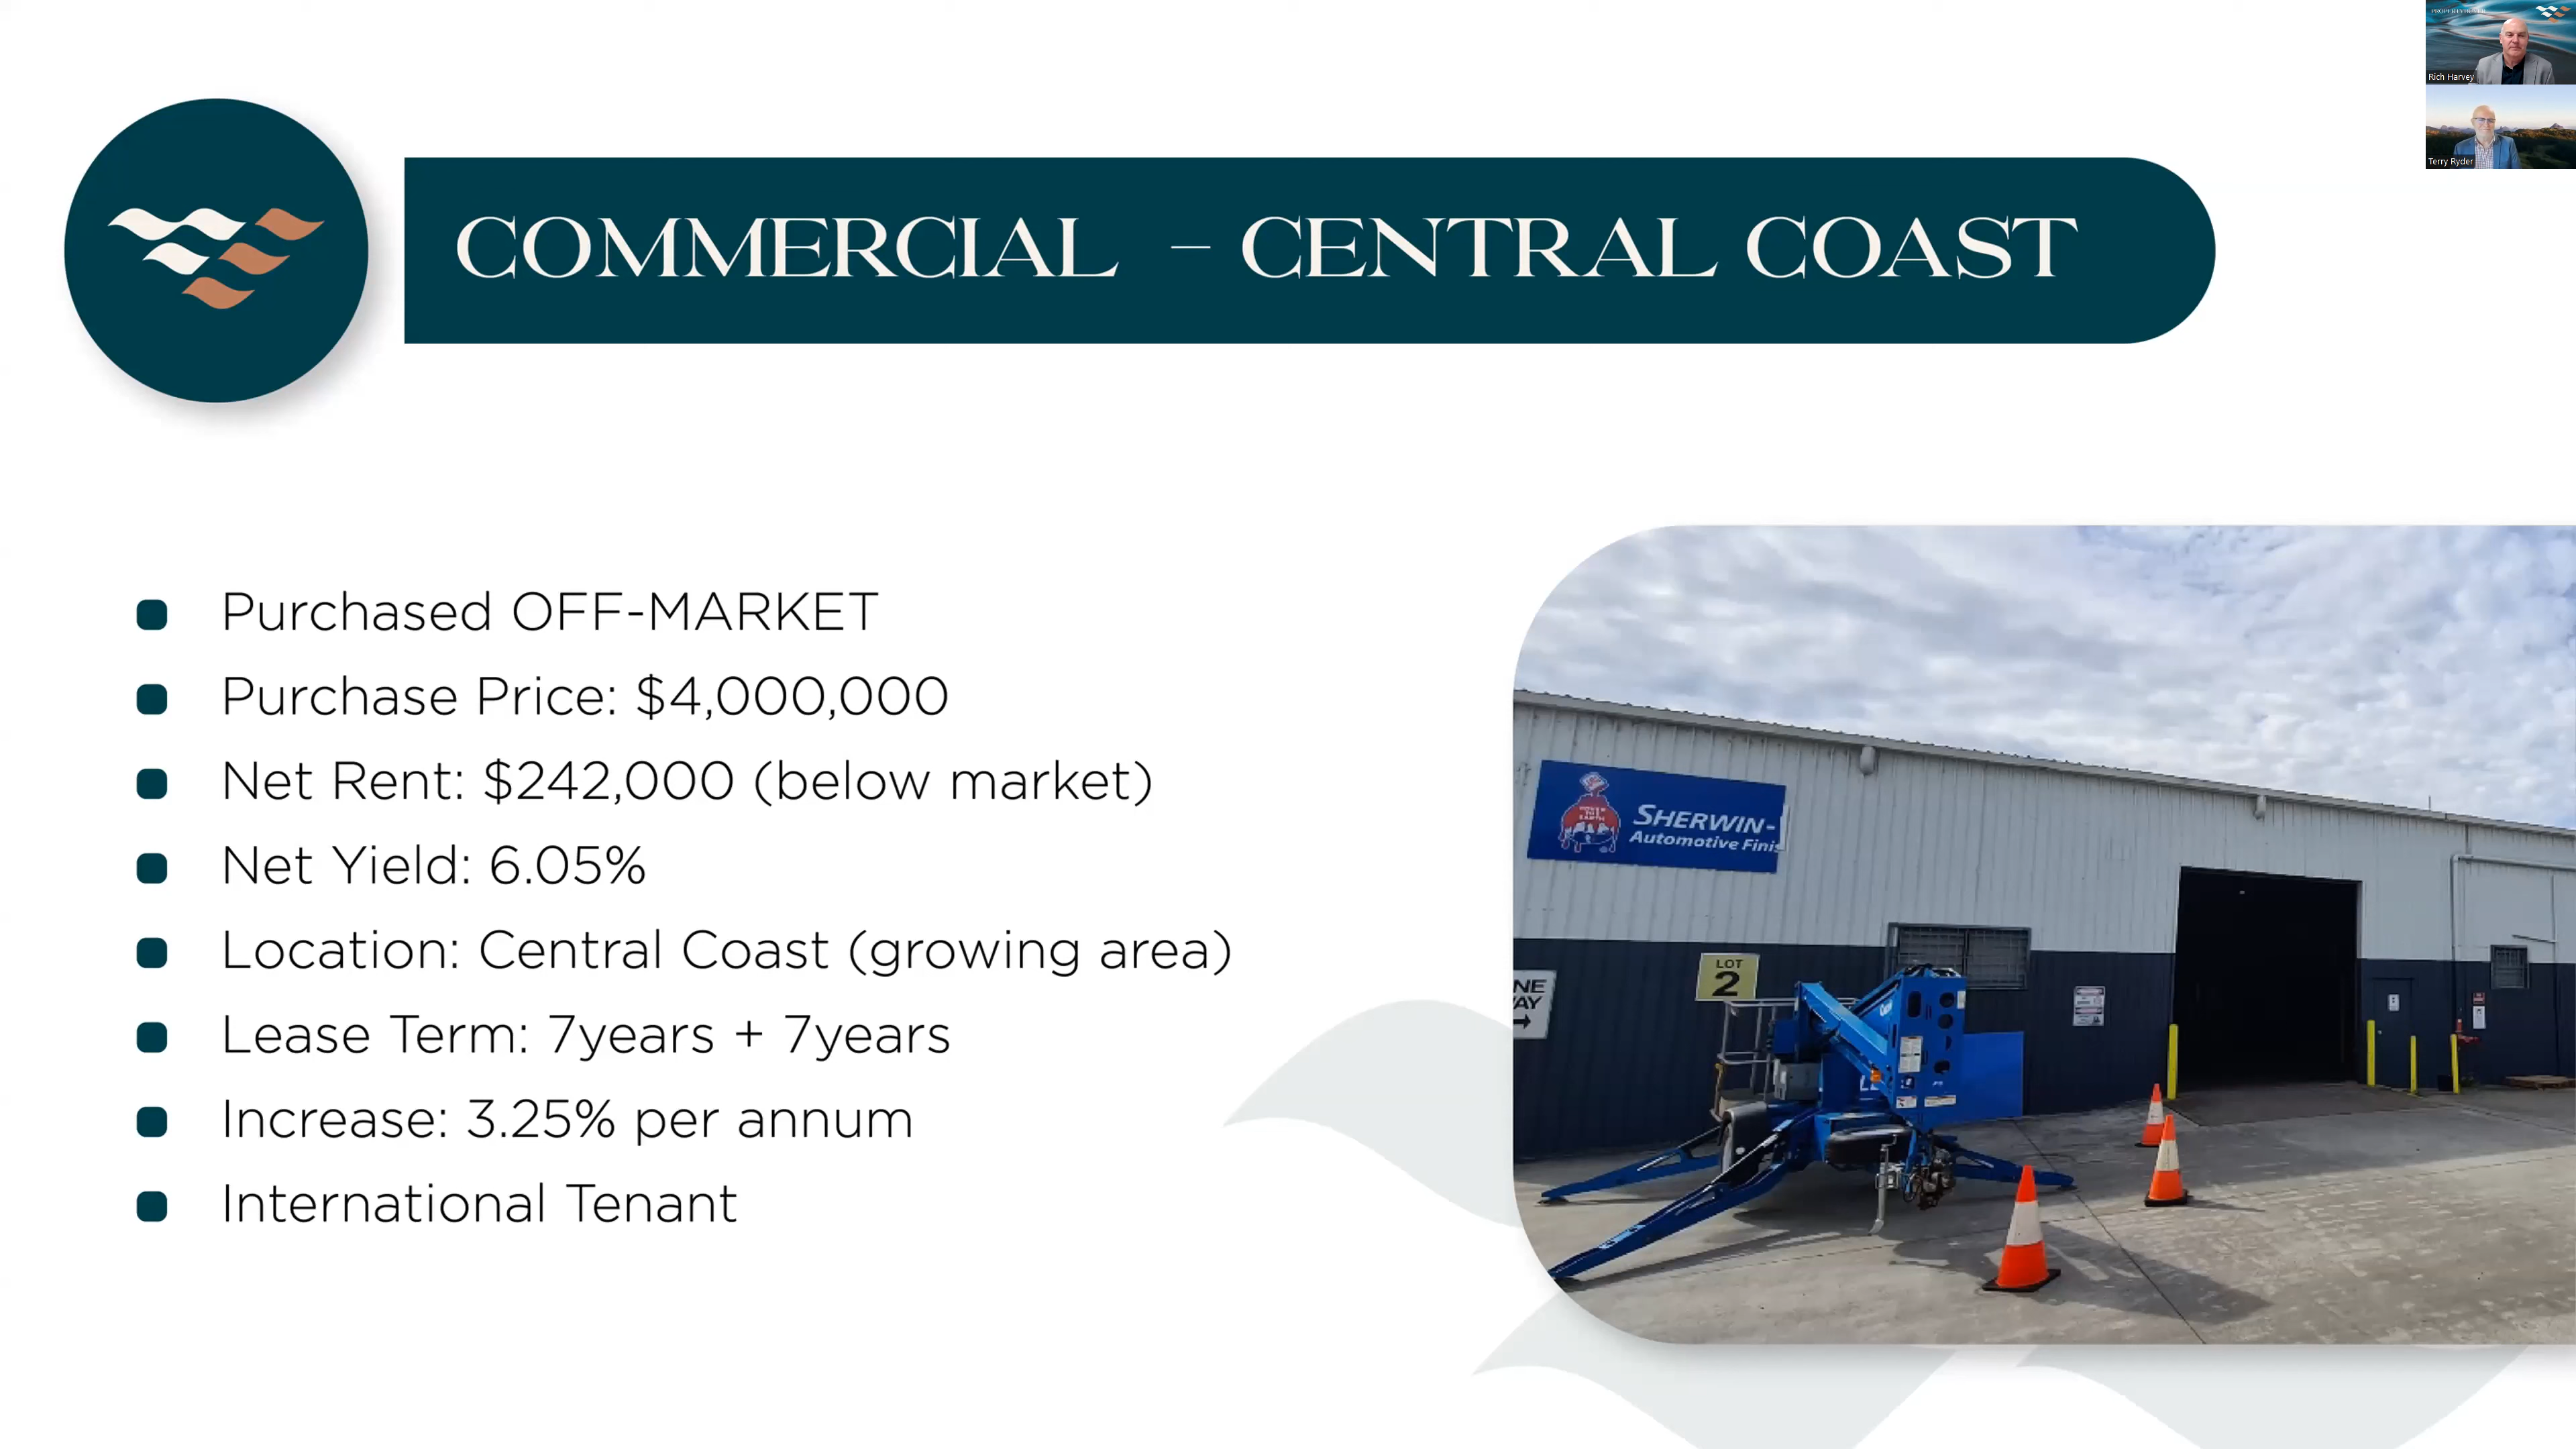 Rich Harvey
Terry Ryder
COMMERCIAL – CENTRAL COAST
Purchased OFF-MARKET
Purchase Price: $4,000,000
Net Rent: $242,000 (below market)
Net Yield: 6.05%
Location: Central Coast (growing area)
Lease Term: 7years + 7years
Increase: 3.25% per annum
International Tenant
SHERWIN-
Automotive Finis
LOT
2
NE
AY